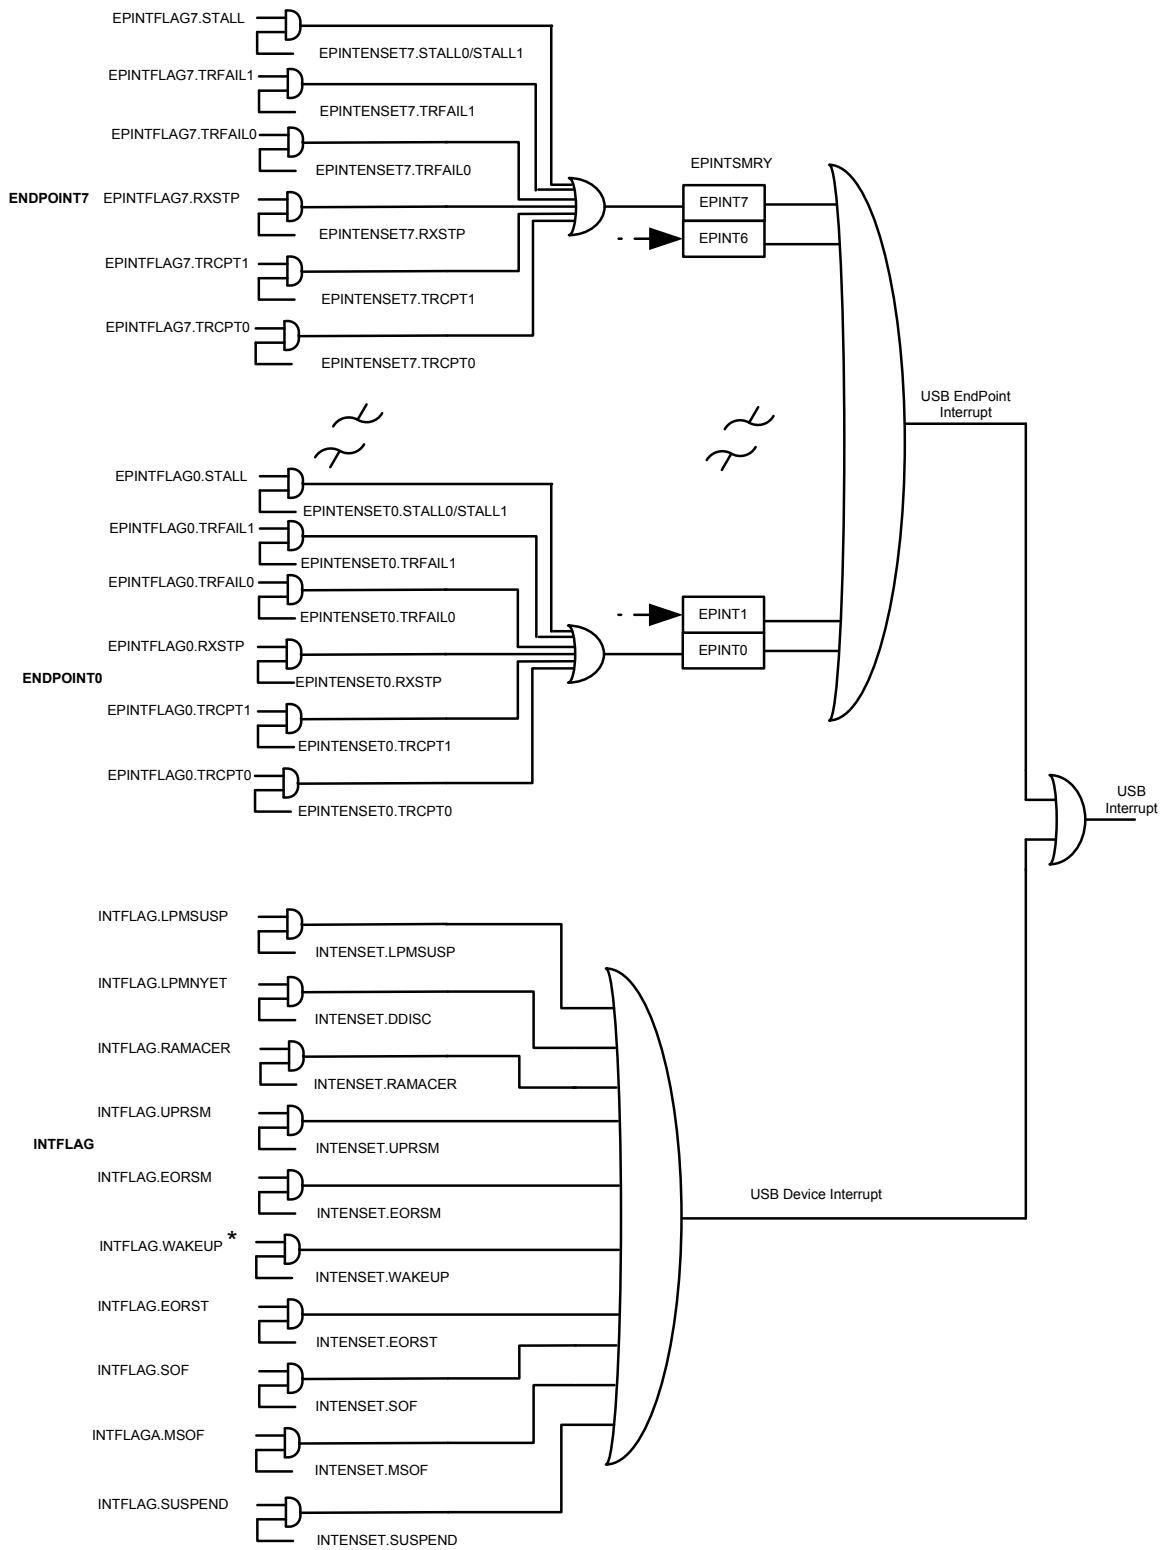 EPINTFLAG7.STALL
EPINTENSET7.STALL0/STALL1
EPINTFLAG7.TRFAIL1
EPINTENSET7.TRFAIL1
EPINTFLAG7.TRFAIL0
EPINTENSET7.TRFAIL0
ENDPOINT7
EPINTFLAG7.RXSTP
EPINTENSET7.RXSTP
EPINTFLAG7.TRCPT1
EPINTENSET7.TRCPT1
EPINTFLAG7.TRCPT0
EPINTENSET7.TRCPT0
EPINTSMRY
EPINT7
EPINT6
USB EndPoint
Interrupt
EPINTFLAG0.STALL
EPINTENSET0.STALL0/STALL1
EPINTFLAG0.TRFAIL1
EPINTENSET0.TRFAIL1
EPINTFLAG0.TRFAIL0
EPINTENSET0.TRFAIL0
EPINTFLAG0.RXSTP
ENDPOINT0
EPINTENSET0.RXSTP
EPINTFLAG0.TRCPT1
EPINTENSET0.TRCPT1
EPINTFLAG0.TRCPT0
EPINTENSET0.TRCPT0
EPINT1
EPINT0
USB
Interrupt
INTFLAG.LPMSUSP
INTENSET.LPMSUSP
INTFLAG.LPMNYET
INTENSET.DDISC
INTFLAG.RAMACER
INTENSET.RAMACER
INTFLAG.UPRSM
INTFLAG
INTENSET.UPRSM
INTFLAG.EORSM
INTENSET.EORSM
INTFLAG.WAKEUP *
INTENSET.WAKEUP
INTFLAG.EORST
INTENSET.EORST
INTFLAG.SOF
INTENSET.SOF
INTFLAGA.MSOF
INTENSET.MSOF
INTFLAG.SUSPEND
INTENSET.SUSPEND
USB Device Interrupt